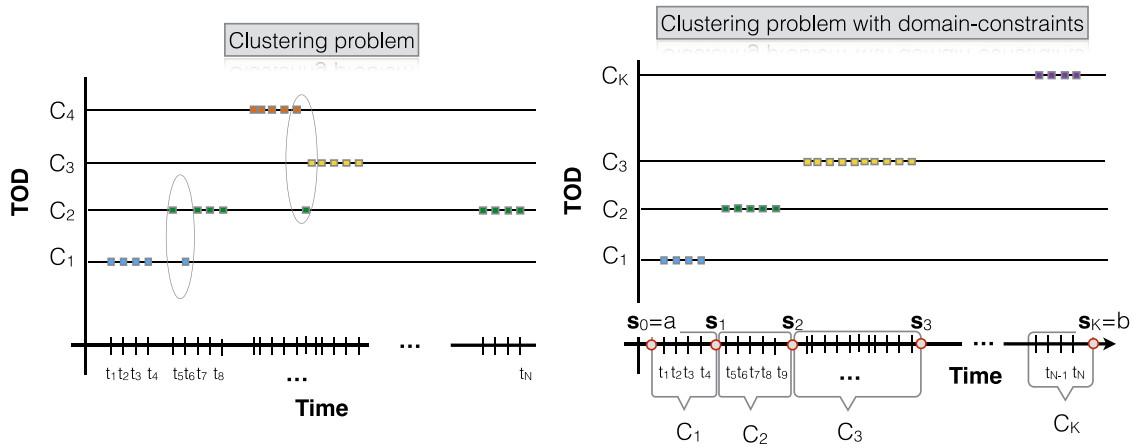 Clustering problem
C4
C3
C2
C1
TOD
t1 t2 t3 t4 t5 t6 t7 t8 ... ... tN
Time
Clustering problem with domain-constraints
CK
C3
C2
C1
TOD
s0=a s1 s2 s3 sK=b
t1 t2 t3 t4 t5 t6 t7 t8 t9 ... ... tN-1 tN
Time
C1 C2 C3 CK